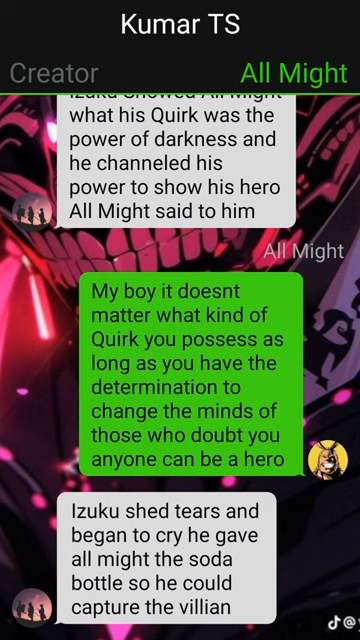 Kumar TS
Creator
All Might
Izuku Showed All Might
what his Quirk was the
power of darkness and
he channeled his
power to show his hero
All Might said to him
All Might
My boy it doesnt
matter what kind of
Quirk you possess as
long as you have the
determination to
change the minds of
those who doubt you
anyone can be a hero
Izuku shed tears and
began to cry he gave
all might the soda
bottle so he could
capture the villian
@